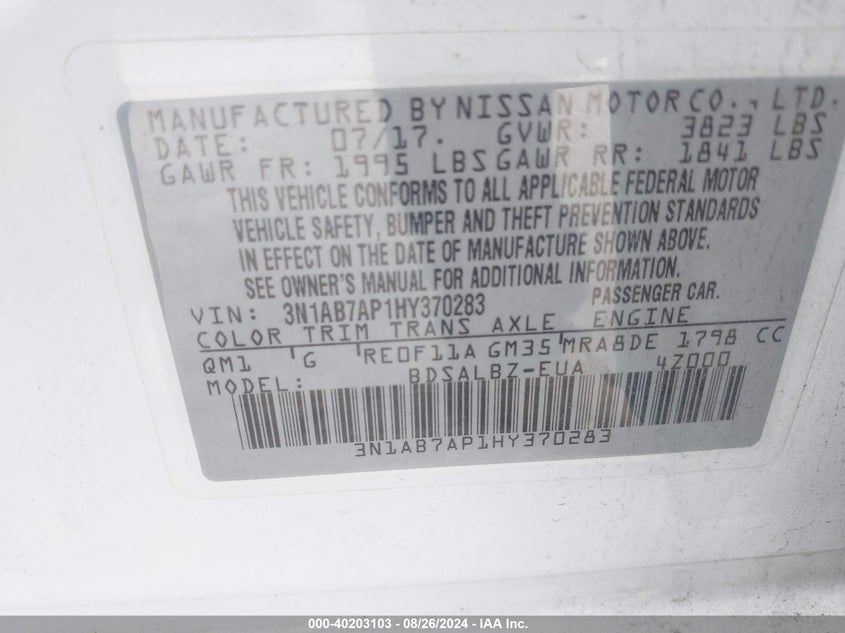 MANUFACTURED BY NISSAN MOTOR CO., LTD.
DATE: 07/17. GVWR: 3823 LBS
GAWR FR: 1995 LBS GAWR RR: 1841 LBS
THIS VEHICLE CONFORMS TO ALL APPLICABLE FEDERAL MOTOR
VEHICLE SAFETY, BUMPER AND THEFT PREVENTION STANDARDS
IN EFFECT ON THE DATE OF MANUFACTURE SHOWN ABOVE.
SEE OWNER'S MANUAL FOR ADDITIONAL INFORMATION.
VIN: 3N1AB7AP1HY370283 PASSENGER CAR.
COLOR TRIM TRANS AXLE ENGINE
QM1 G RE0F11A GM35 MRA8DE 1798 CC
MODEL: BDSALBZ-EUA 4Z000
3N1AB7AP1HY370283
000-40203103 - 08/26/2024 - IAA Inc.